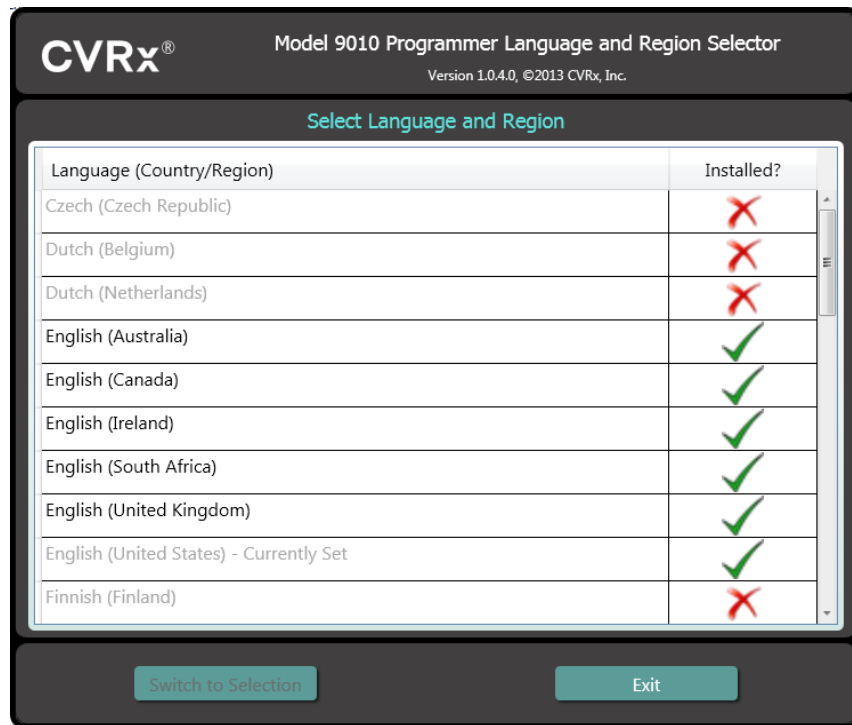 CVRx®
Model 9010 Programmer Language and Region Selector
Version 1.0.4.0, ©2013 CVRx, Inc.
Select Language and Region
Language (Country/Region) Installed?
Czech (Czech Republic)
Dutch (Belgium)
Dutch (Netherlands)
English (Australia)
English (Canada)
English (Ireland)
English (South Africa)
English (United Kingdom)
English (United States) - Currently Set
Finnish (Finland)
Switch to Selection Exit